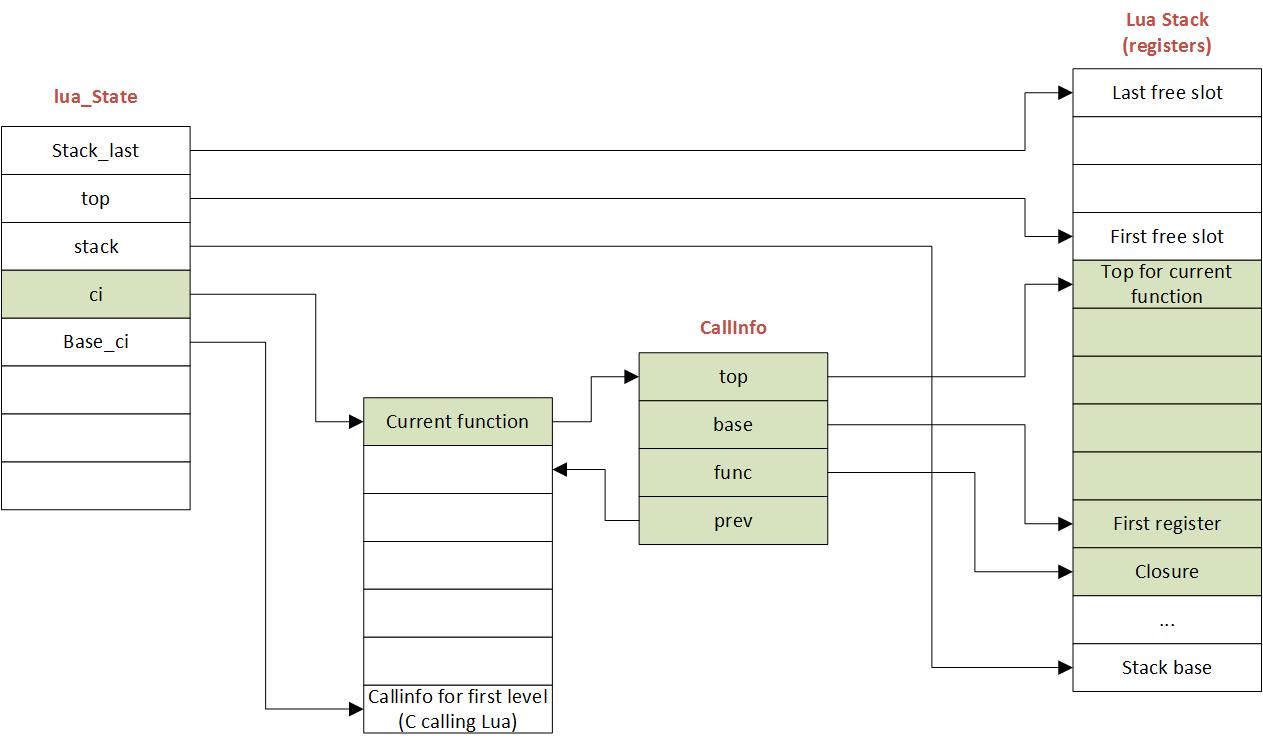 Lua Stack
(registers)
lua_State
Last free slot
Stack_last
top
stack
ci
Base_ci
First free slot
Top for current
function
CallInfo
top
base
func
prev
Current function
Callinfo for first level
(C calling Lua)
First register
Closure
...
Stack base